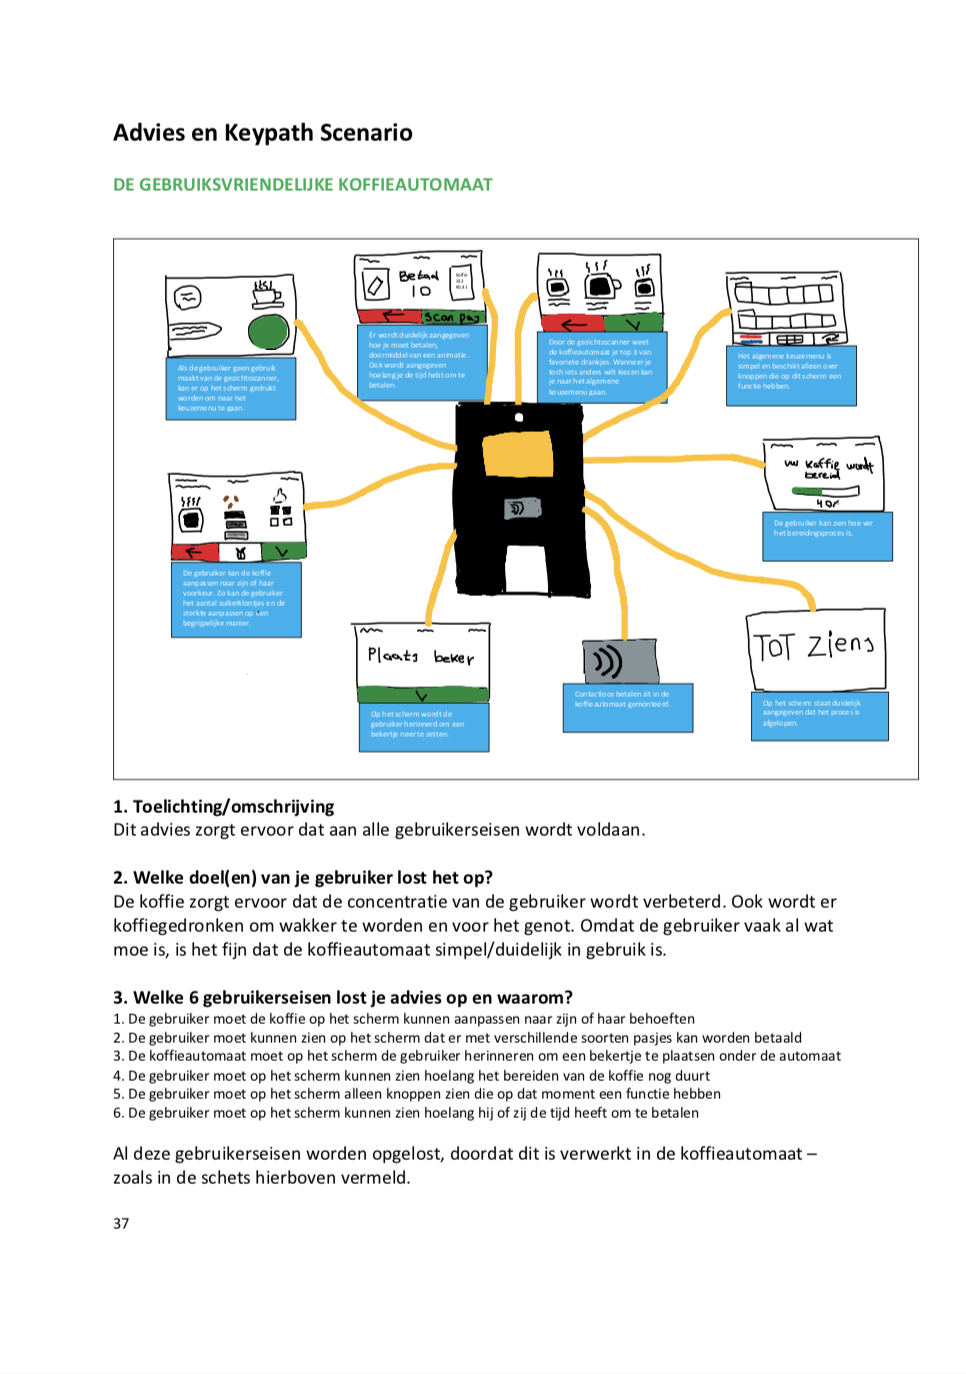 Advies en Keypath Scenario
DE GEBRUIKSVRIENDELIJKE KOFFIEAUTOMAAT
Als de gebruiker geen gebruik
maakt van de gezichtsscanner,
kan er op het scherm gedrukt
worden om naar het
keuzemenu te gaan.
Betaal
10
Scan pas
Er wordt duidelijk aangegeven
hoe je moet betalen,
doormiddel van een animatie.
Ook wordt aangegeven
hoelang je de tijd hebt om te
betalen.
Door de gezichtsscanner weet
de koffieautomaat je top 3 van
favoriete drankjes. Wanneer je
toch iets anders wilt kiezen kan
je naar het algemene
keuzemenu gaan.
Het algemene keuzemenu is
simpel en beschikt alleen over
knoppen die op dit scherm een
functie hebben.
uw koffie wordt
bereid
40%
De gebruiker kan zien hoe ver
het bereidingsproces is.
De gebruiker kan de koffie
aanpassen naar zijn of haar
voorkeur. Zo kan de gebruiker
het aantal suikerklontjes en de
sterkte aanpassen op een
begrijpelijke manier.
Plaats beker
Op het scherm wordt de
gebruiker herinnerd om een
bekertje neer te zetten.
Contactloos betalen zit in de
koffieautomaat gemonteerd.
TOT ziens
Op het scherm staat duidelijk
aangegeven dat het proces is
afgelopen.
1. Toelichting/omschrijving
Dit advies zorgt ervoor dat aan alle gebruikerseisen wordt voldaan.
2. Welke doel(en) van je gebruiker lost het op?
De koffie zorgt ervoor dat de concentratie van de gebruiker wordt verbeterd. Ook wordt er
koffiegedronken om wakker te worden en voor het genot. Omdat de gebruiker vaak al wat
moe is, is het fijn dat de koffieautomaat simpel/duidelijk in gebruik is.
3. Welke 6 gebruikerseisen lost je advies op en waarom?
1. De gebruiker moet de koffie op het scherm kunnen aanpassen naar zijn of haar behoeften
2. De gebruiker moet kunnen zien op het scherm dat er met verschillende soorten pasjes kan worden betaald
3. De koffieautomaat moet op het scherm de gebruiker herinneren om een bekertje te plaatsen onder de automaat
4. De gebruiker moet op het scherm kunnen zien hoelang het bereiden van de koffie nog duurt
5. De gebruiker moet op het scherm alleen knoppen zien die op dat moment een functie hebben
6. De gebruiker moet op het scherm kunnen zien hoelang hij of zij de tijd heeft om te betalen
Al deze gebruikerseisen worden opgelost, doordat dit is verwerkt in de koffieautomaat –
zoals in de schets hierboven vermeld.
37